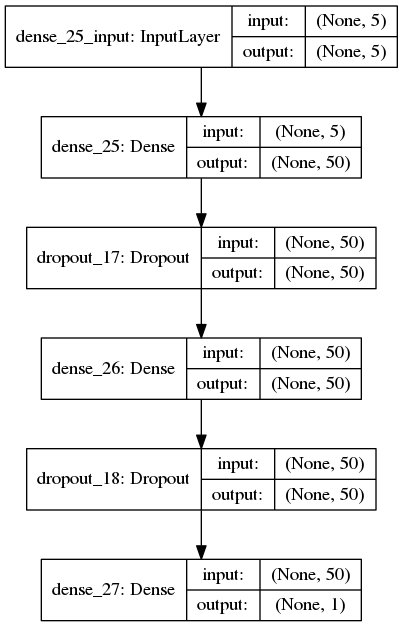 dense_25_input: InputLayer
input: (None, 5)
output: (None, 5)
dense_25: Dense
input: (None, 5)
output: (None, 50)
dropout_17: Dropout
input: (None, 50)
output: (None, 50)
dense_26: Dense
input: (None, 50)
output: (None, 50)
dropout_18: Dropout
input: (None, 50)
output: (None, 50)
dense_27: Dense
input: (None, 50)
output: (None, 1)